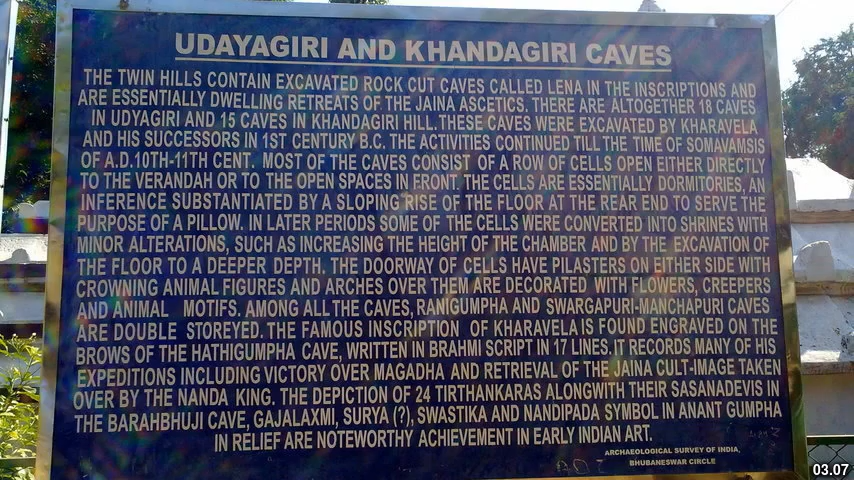 UDAYAGIRI AND KHANDAGIRI CAVES
THE TWIN HILLS CONTAIN EXCAVATED ROCK CUT CAVES CALLED LENA IN THE INSCRIPTIONS AND
ARE ESSENTIALLY DWELLING RETREATS OF THE JAINA ASCETICS. THERE ARE ALTOGETHER 18 CAVES
IN UDYAGIRI AND 15 CAVES IN KHANDAGIRI HILL. THESE CAVES WERE EXCAVATED BY KHARAVELA
AND HIS SUCCESSORS IN 1ST CENTURY B.C. THE ACTIVITIES CONTINUED TILL THE TIME OF SOMAVAMSIS
OF A.D.10TH-11TH CENT. MOST OF THE CAVES CONSIST OF A ROW OF CELLS OPEN EITHER DIRECTLY
TO THE VERANDAH OR TO THE OPEN SPACES IN FRONT. THE CELLS ARE ESSENTIALLY DORMITORIES, AN
INFERENCE SUBSTANTIATED BY A SLOPING RISE OF THE FLOOR AT THE REAR END TO SERVE THE
PURPOSE OF A PILLOW. IN LATER PERIODS SOME OF THE CELLS WERE CONVERTED INTO SHRINES WITH
MINOR ALTERATIONS, SUCH AS INCREASING THE HEIGHT OF THE CHAMBER AND BY THE EXCAVATION OF
THE FLOOR TO A DEEPER DEPTH. THE DOORWAY OF CELLS HAVE PILASTERS ON EITHER SIDE WITH
CROWNING ANIMAL FIGURES AND ARCHES OVER THEM ARE DECORATED WITH FLOWERS, CREEPERS
AND ANIMAL MOTIFS. AMONG ALL THE CAVES, RANIGUMPHA AND SWARGAPURI-MANCHAPURI CAVES
ARE DOUBLE STOREYED. THE FAMOUS INSCRIPTION OF KHARAVELA IS FOUND ENGRAVED ON THE
BROWS OF THE HATHIGUMPHA CAVE, WRITTEN IN BRAHMI SCRIPT IN 17 LINES. IT RECORDS MANY OF HIS
EXPEDITIONS INCLUDING VICTORY OVER MAGADHA AND RETRIEVAL OF THE JAINA CULT-IMAGE TAKEN
OVER BY THE NANDA KING. THE DEPICTION OF 24 TIRTHANKARAS ALONGWITH THEIR SASANADEVIS IN
THE BARAHBHUJI CAVE, GAJALAXMI, SURYA (?), SWASTIKA AND NANDIPADA SYMBOL IN ANANT GUMPHA
IN RELIEF ARE NOTEWORTHY ACHIEVEMENT IN EARLY INDIAN ART.
ARCHAEOLOGICAL SURVEY OF INDIA,
BHUBANESWAR CIRCLE
03.07